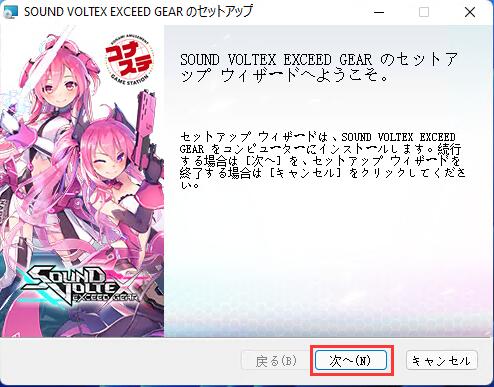 SOUND VOLTEX EXCEED GEAR のセットアップ
KONAMI AMUSEMENT
コナステ
GAME STATION
SOUND VOLTEX EXCEED GEAR のセットア
ップ ウィザードへようこそ。
セットアップ ウィザードは、SOUND VOLTEX EXCEED
GEAR をコンピューターにインストールします。続行
する場合は [次へ] を、セットアップ ウィザードを
終了する場合は [キャンセル] をクリックしてくださ
い。
SOUND
VOLTEX
EXCEED GEAR
戻る(B)
次へ(N)
キャンセル